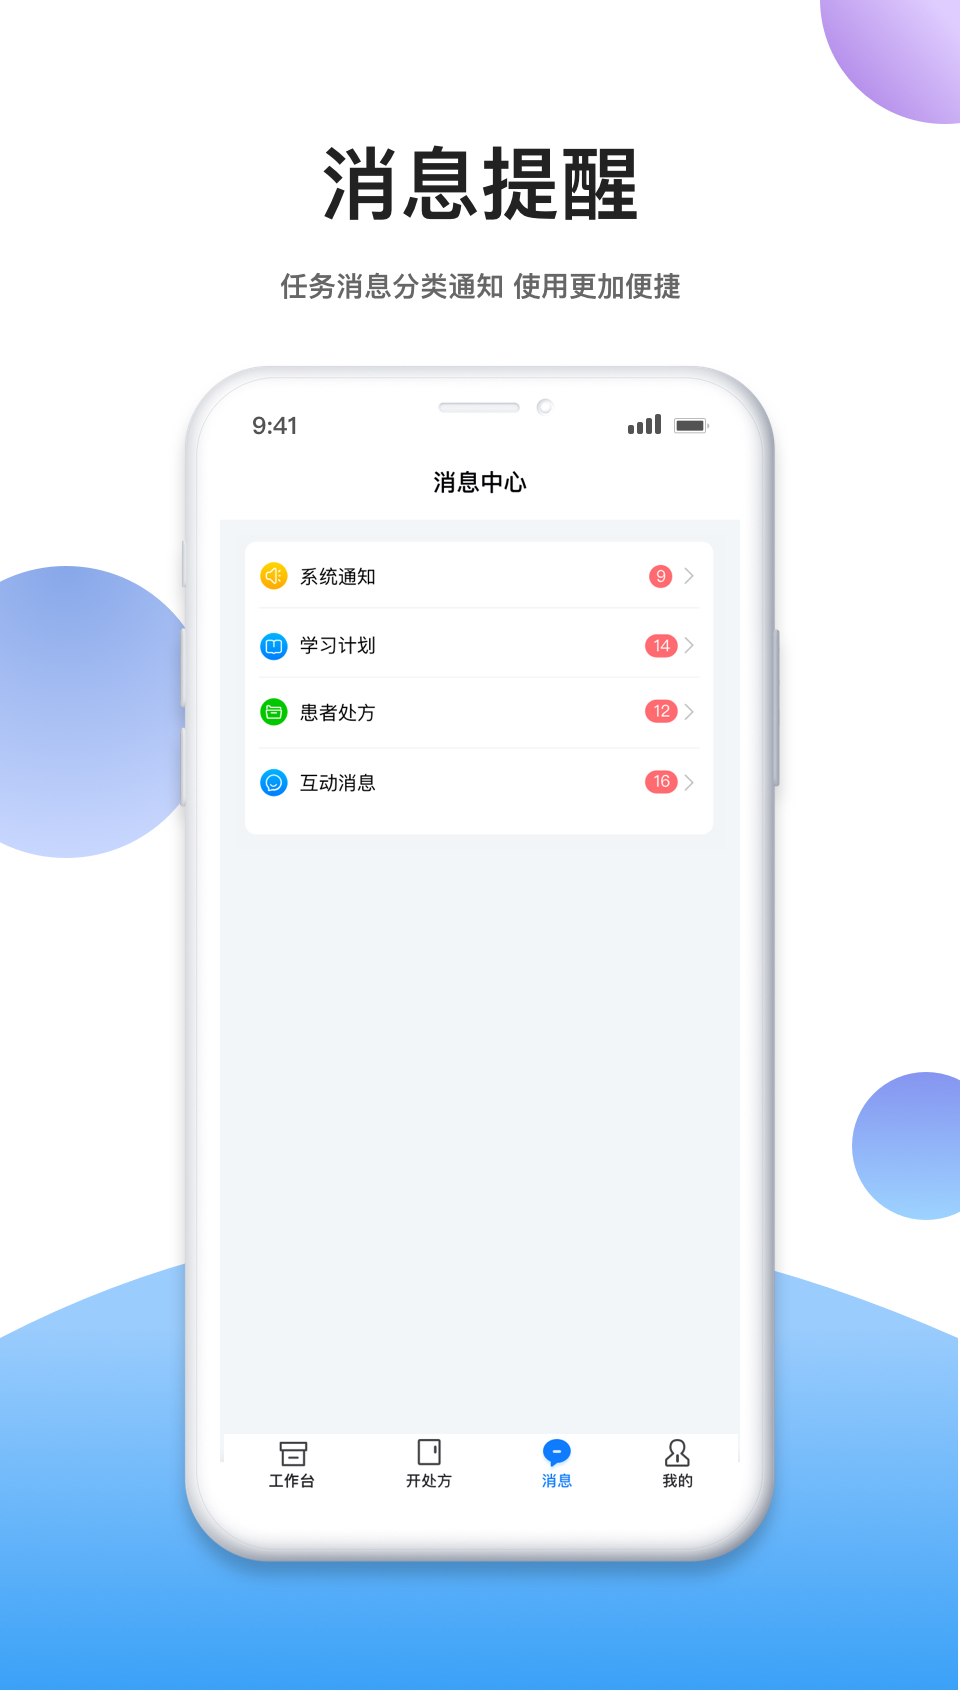 消息提醒
任务消息分类通知 使用更加便捷
9:41
消息中心
系统通知 9
学习计划 14
患者处方 12
互动消息 16
工作台 开处方 消息 我的